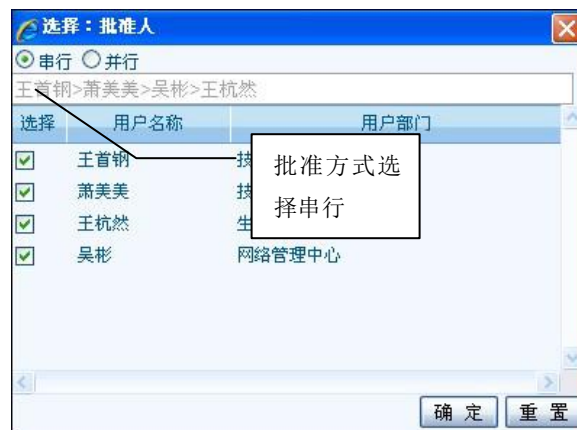 选择：批准人
串行 并行
王首钢>萧美美>吴彬>王杭然
选择 用户名称 用户部门
王首钢 技
萧美美 技
王杭然 生
吴彬 网络管理中心
批准方式选
择串行
确 定 重 置